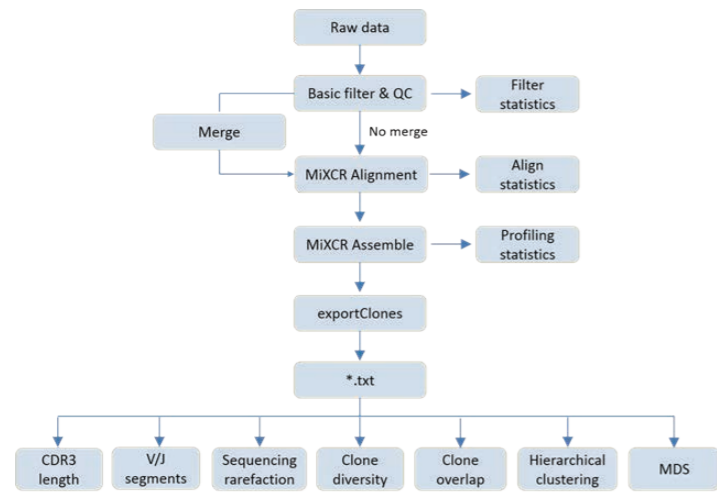 Raw data
Basic filter & QC
Filter
statistics
Merge
No merge
MiXCR Alignment
Align
statistics
MiXCR Assemble
Profiling
statistics
exportClones
*.txt
CDR3
length
V/J
segments
Sequencing
rarefaction
Clone
diversity
Clone
overlap
Hierarchical
clustering
MDS